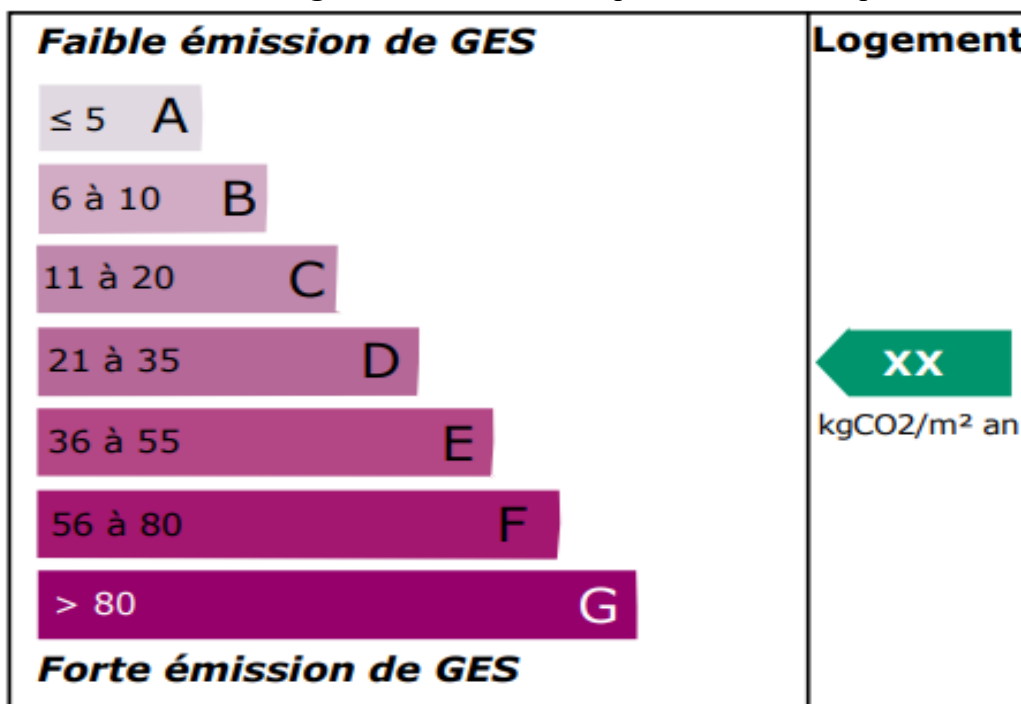 Faible émission de GES
Logement
≤ 5 A
6 à 10 B
11 à 20 C
21 à 35 D
xx
kgCO2/m² an
36 à 55 E
56 à 80 F
> 80 G
Forte émission de GES